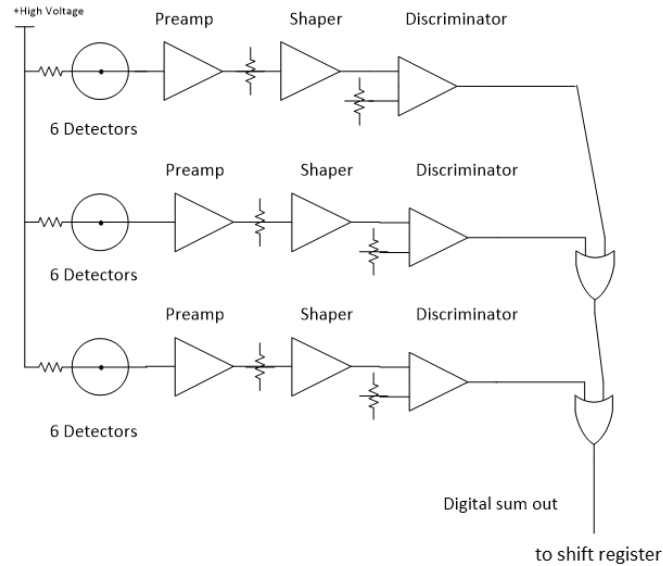 +High Voltage
Preamp Shaper Discriminator
6 Detectors
Preamp Shaper Discriminator
6 Detectors
Preamp Shaper Discriminator
6 Detectors
Digital sum out
to shift register